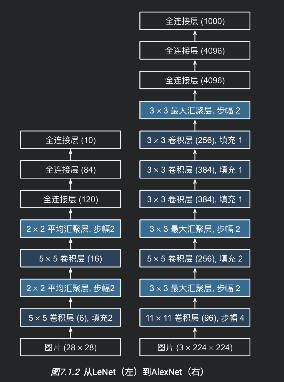 全连接层 (10)
全连接层 (84)
全连接层 (120)
2 × 2 平均汇聚层, 步幅2
5 × 5 卷积层 (16)
2 × 2 平均汇聚层, 步幅2
5 × 5 卷积层 (6), 填充2
图片 (28 × 28)
全连接层 (1000)
全连接层 (4096)
全连接层 (4096)
3 × 3 最大汇聚层, 步幅 2
3 × 3 卷积层 (256), 填充 1
3 × 3 卷积层 (384), 填充 1
3 × 3 卷积层 (384), 填充 1
3 × 3 最大汇聚层, 步幅 2
5 × 5 卷积层 (256), 填充 2
3 × 3 最大汇聚层, 步幅 2
11 × 11 卷积层 (96), 步幅 4
图片 (3 × 224 × 224)
图7.1.2 从LeNet（左）到AlexNet（右）